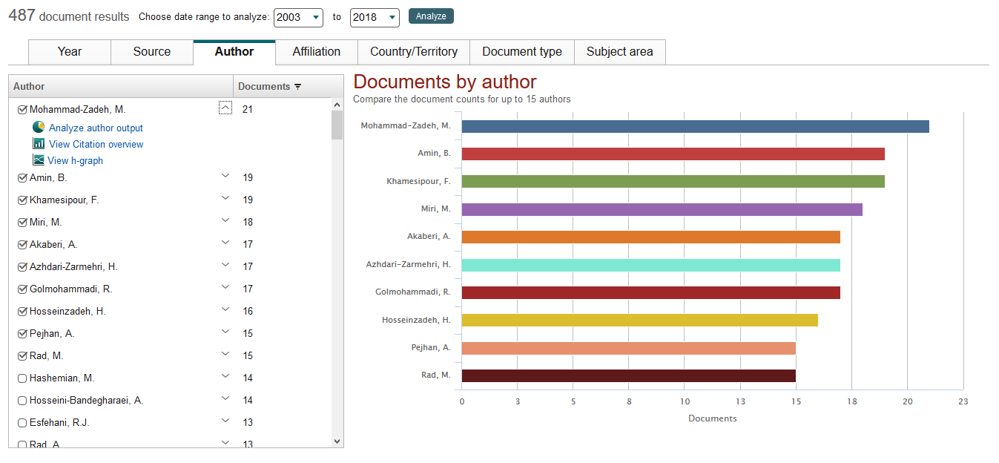 487 document results Choose date range to analyze: 2003 to 2018 Analyze
Year Source Author Affiliation Country/Territory Document type Subject area
Author Documents
Mohammad-Zadeh, M. 21
Analyze author output
View Citation overview
View h-graph
Amin, B. 19
Khamesipour, F. 19
Miri, M. 18
Akaberi, A. 17
Azhdari-Zarmehri, H. 17
Golmohammadi, R. 17
Hosseinzadeh, H. 16
Pejhan, A. 15
Rad, M. 15
Hashemian, M. 14
Hosseini-Bandegharaei, A. 14
Esfehani, R.J. 13
Rad, A 13
Documents by author
Compare the document counts for up to 15 authors
Mohammad-Zadeh, M.
Amin, B.
Khamesipour, F.
Miri, M.
Akaberi, A.
Azhdari-Zarmehri, H.
Golmohammadi, R.
Hosseinzadeh, H.
Pejhan, A.
Rad, M.
0 3 5 8 10 13 15 18 20 23
Documents